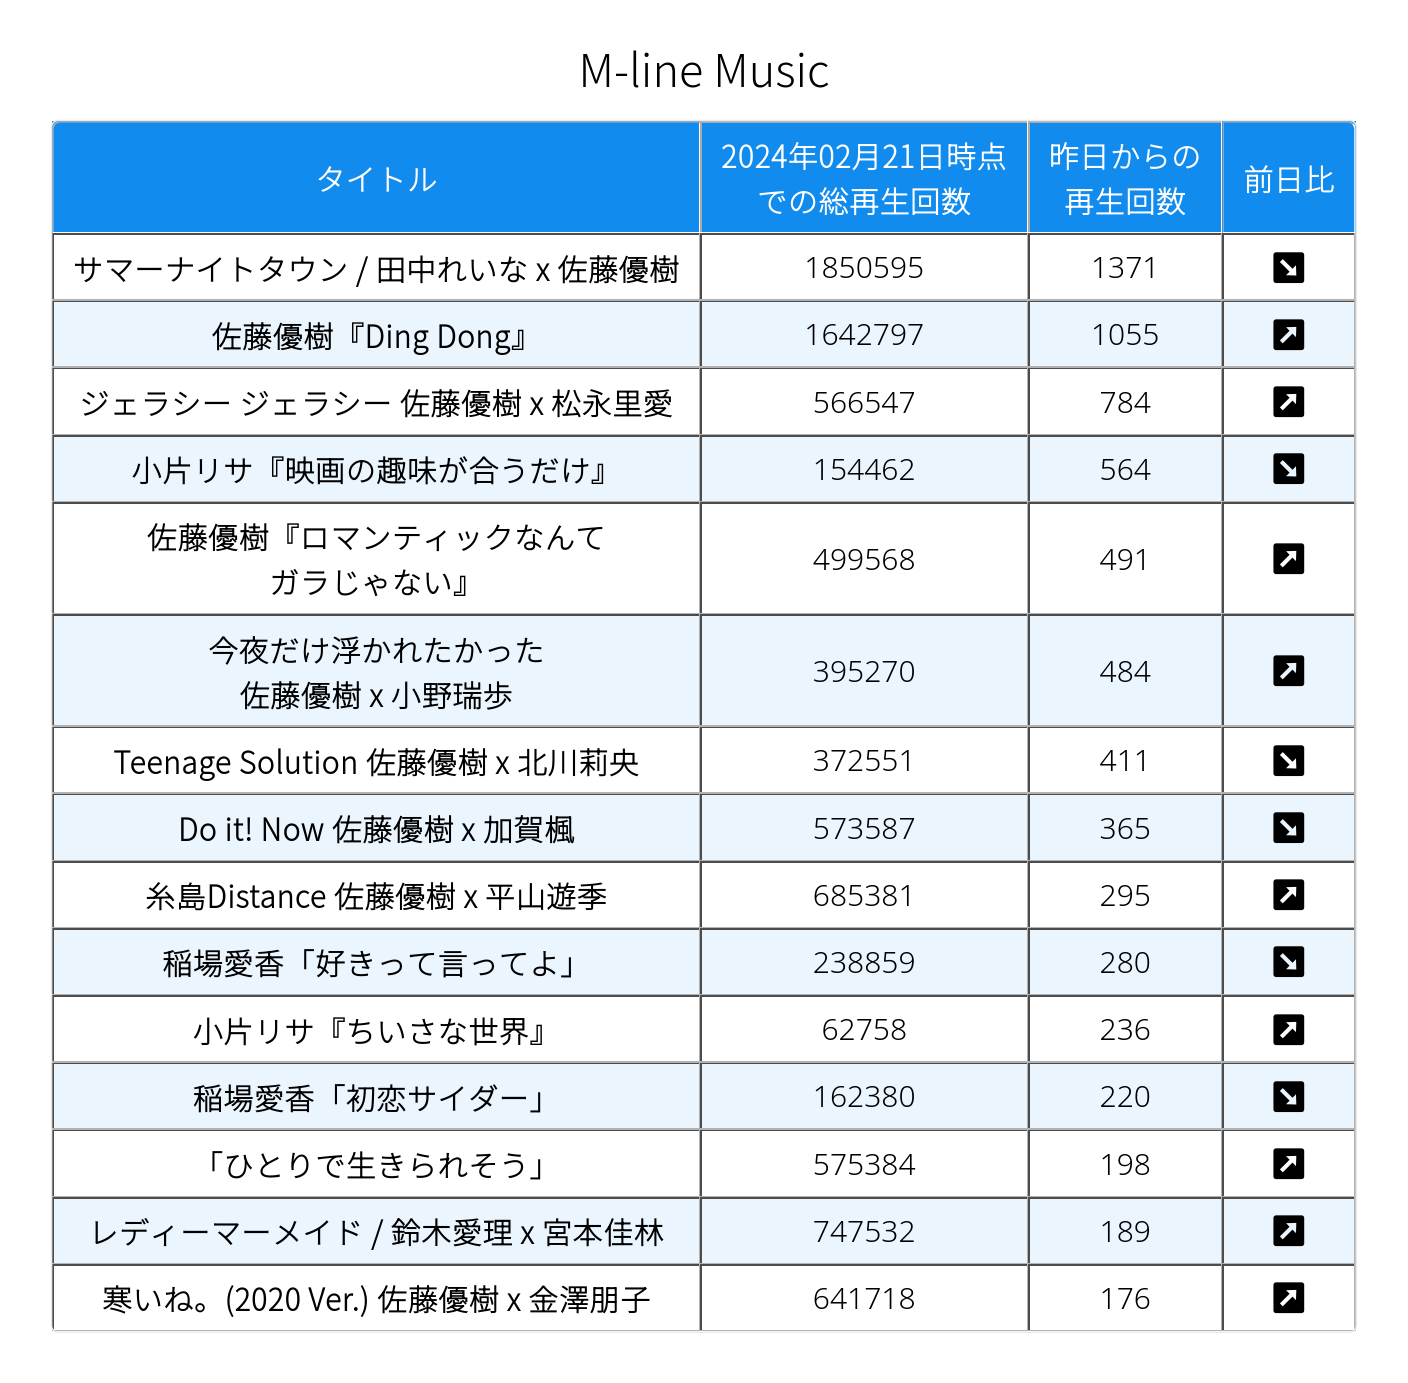 M-line Music
タイトル
2024年02月21日時点
での総再生回数
昨日からの
再生回数
前日比
サマーナイトタウン / 田中れいな x 佐藤優樹 1850595 1371
佐藤優樹『Ding Dong』 1642797 1055
ジェラシー ジェラシー 佐藤優樹 x 松永里愛 566547 784
小片リサ『映画の趣味が合うだけ』 154462 564
佐藤優樹『ロマンティックなんて
ガラじゃない』
499568 491
今夜だけ浮かれたかった
佐藤優樹 x 小野瑞歩
395270 484
Teenage Solution 佐藤優樹 x 北川莉央 372551 411
Do it! Now 佐藤優樹 x 加賀楓 573587 365
糸島Distance 佐藤優樹 x 平山遊季 685381 295
稲場愛香「好きって言ってよ」 238859 280
小片リサ『ちいさな世界』 62758 236
稲場愛香「初恋サイダー」 162380 220
「ひとりで生きられそう」 575384 198
レディーマーメイド / 鈴木愛理 x 宮本佳林 747532 189
寒いね。(2020 Ver.) 佐藤優樹 x 金澤朋子 641718 176